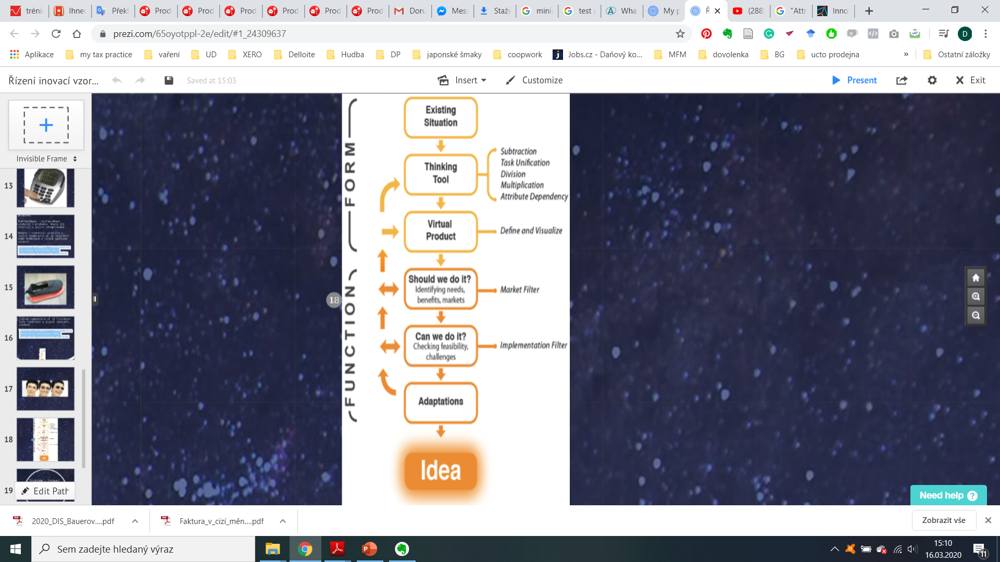 tréni
Ihned
Překl
Prod
Prod
Prod
Prod
Prod
Prod
Doru
Mess
Staže
mini
test p
Wha
My p
Ř
(288)
"Attr
Inno
prezi.com/65oyotppl-2e/edit/#1_24309637
D
Aplikace
my tax practice
vaření
UD
XERO
Delloite
Hudba
DP
japonské šmaky
coopwork
Jobs.cz - Daňový ko...
MFM
dovolenka
BG
ucto prodejna
»
Ostatní záložky
Řízení inovací vzor...
Saved at 15:03
Insert
Customize
Present
Exit
Invisible Frame
13
14
15
16
17
18
19
Edit Path
18
FORM
FUNCTION
Existing
Situation
Thinking
Tool
Subtraction
Task Unification
Division
Multiplication
Attribute Dependency
Virtual
Product
Define and Visualize
Should we do it?
Identifying needs,
benefits, markets
Market Filter
Can we do it?
Checking feasibility,
challenges
Implementation Filter
Adaptations
Idea
Need help ?
2020_DIS_Bauerov....pdf
Faktura_v_cizí_měn....pdf
Zobrazit vše
Sem zadejte hledaný výraz
15:10
16.03.2020
11